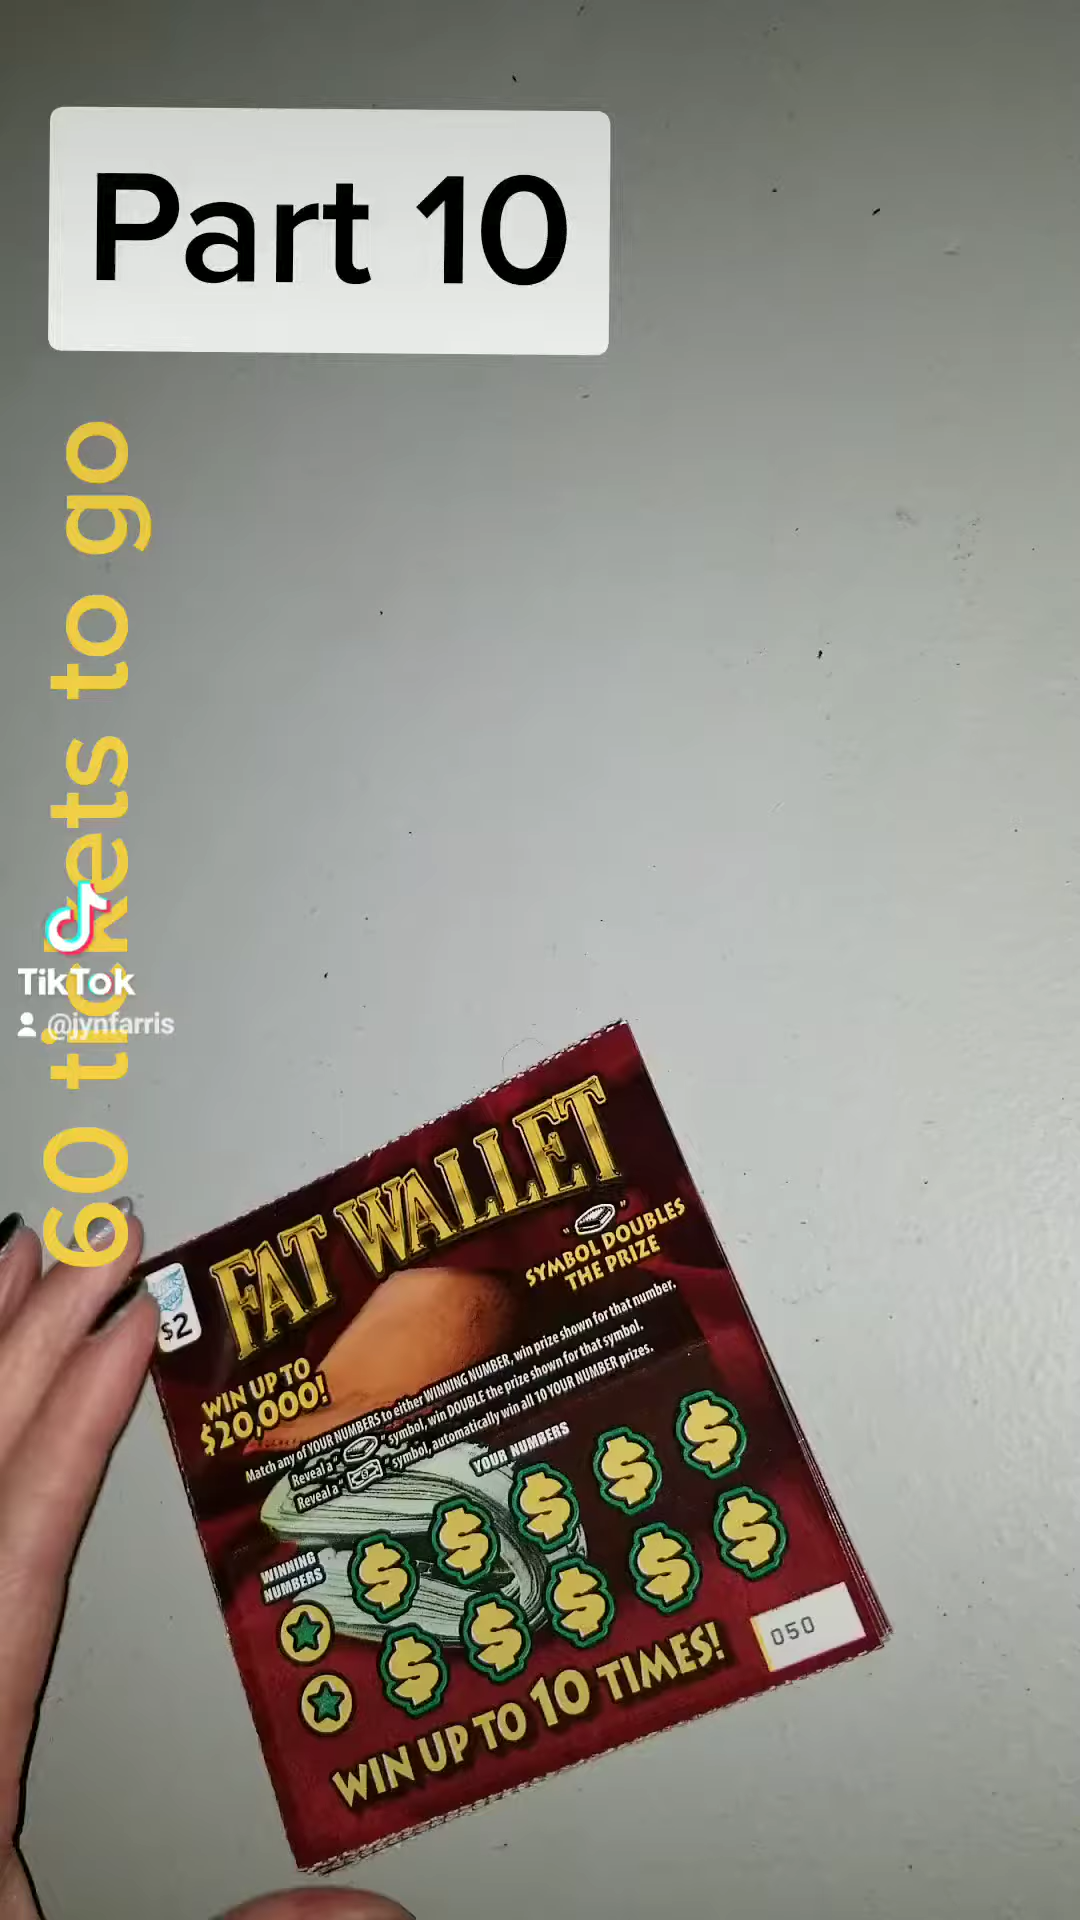 Part 10
60 tickets to go
TikTok
@jynfarris
FAT WALLET
" "
SYMBOL DOUBLES
THE PRIZE
$2
WIN UP TO
$20,000!
Match any of YOUR NUMBERS to either WINNING NUMBER, win prize shown for that number.
Reveal a " " symbol, win DOUBLE the prize shown for that symbol.
Reveal a " " symbol, automatically win all 10 YOUR NUMBER prizes.
YOUR NUMBERS
$ $ $ $ $
WINNING
NUMBERS
$ $ $ $ $
050
WIN UP TO 10 TIMES!